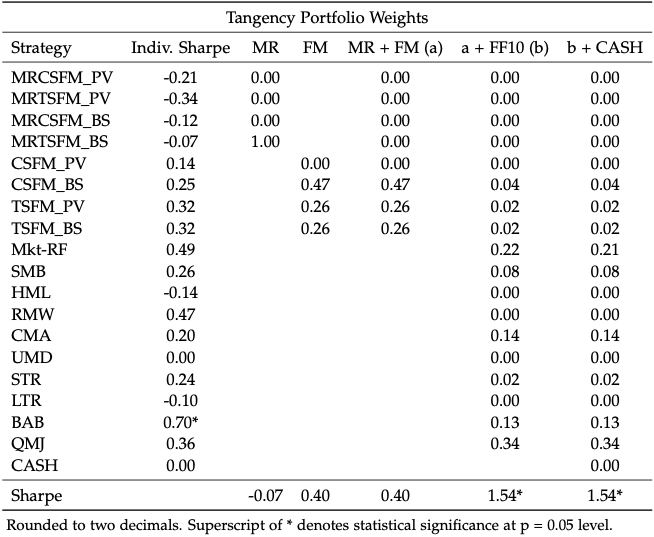 Tangency Portfolio Weights
Strategy Indiv. Sharpe MR FM MR + FM (a) a + FF10 (b) b + CASH
MRCSFM_PV -0.21 0.00 0.00 0.00 0.00
MRTSFM_PV -0.34 0.00 0.00 0.00 0.00
MRCSFM_BS -0.12 0.00 0.00 0.00 0.00
MRTSFM_BS -0.07 1.00 0.00 0.00 0.00
CSFM_PV 0.14 0.00 0.00 0.00 0.00
CSFM_BS 0.25 0.47 0.47 0.04 0.04
TSFM_PV 0.32 0.26 0.26 0.02 0.02
TSFM_BS 0.32 0.26 0.26 0.02 0.02
Mkt-RF 0.49 0.22 0.21
SMB 0.26 0.08 0.08
HML -0.14 0.00 0.00
RMW 0.47 0.00 0.00
CMA 0.20 0.14 0.14
UMD 0.00 0.00 0.00
STR 0.24 0.02 0.02
LTR -0.10 0.00 0.00
BAB 0.70* 0.13 0.13
QMJ 0.36 0.34 0.34
CASH 0.00 0.00
Sharpe -0.07 0.40 0.40 1.54* 1.54*
Rounded to two decimals. Superscript of * denotes statistical significance at p = 0.05 level.